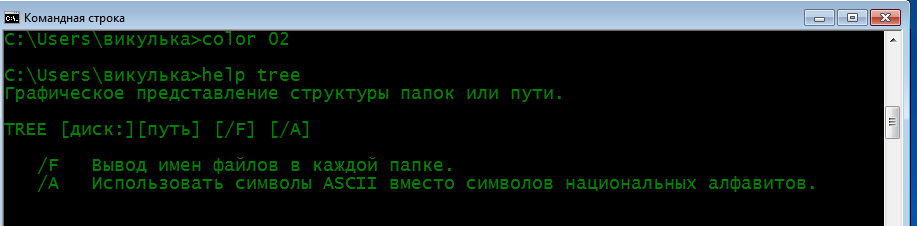 Командная строка
C:\Users\викулька>color 02
C:\Users\викулька>help tree
Графическое представление структуры папок или пути.
TREE [диск:][путь] [/F] [/A]
/F   Вывод имен файлов в каждой папке.
/A   Использовать символы ASCII вместо символов национальных алфавитов.